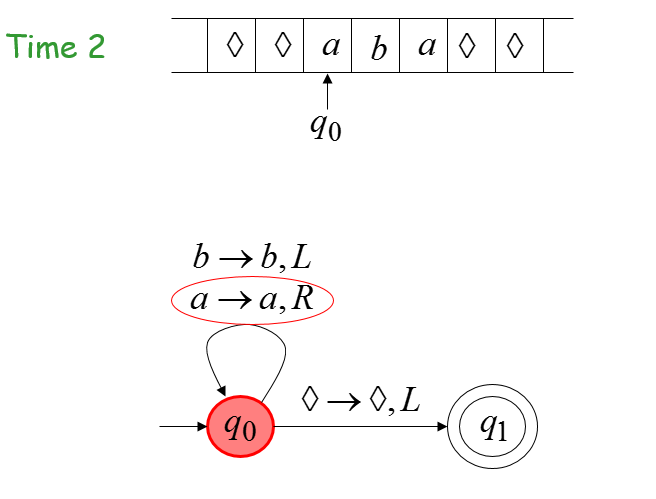 Time 2
◊ ◊ a b a ◊ ◊
q₀
b → b, L
a → a, R
◊ → ◊, L
q₀ q₁